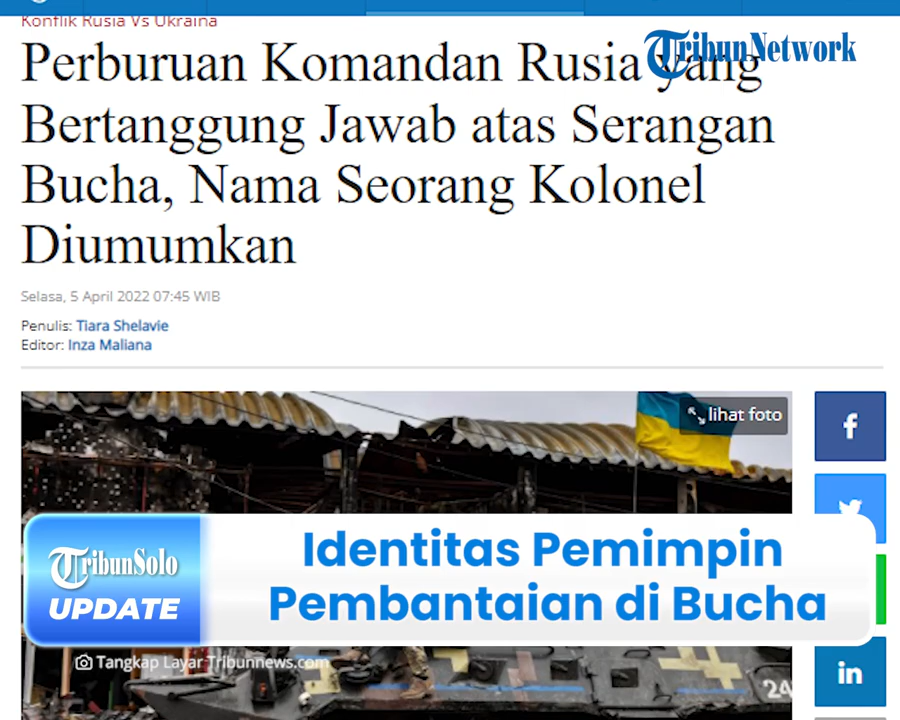 Konflik Rusia Vs Ukraina
TribunNetwork
Perburuan Komandan Rusia yang
Bertanggung Jawab atas Serangan
Bucha, Nama Seorang Kolonel
Diumumkan
Selasa, 5 April 2022 07:45 WIB
Penulis: Tiara Shelavie
Editor: Inza Maliana
lihat foto
f
TribunSolo
UPDATE
Identitas Pemimpin
Pembantaian di Bucha
Tangkap Layar Tribunnews.com
in
24